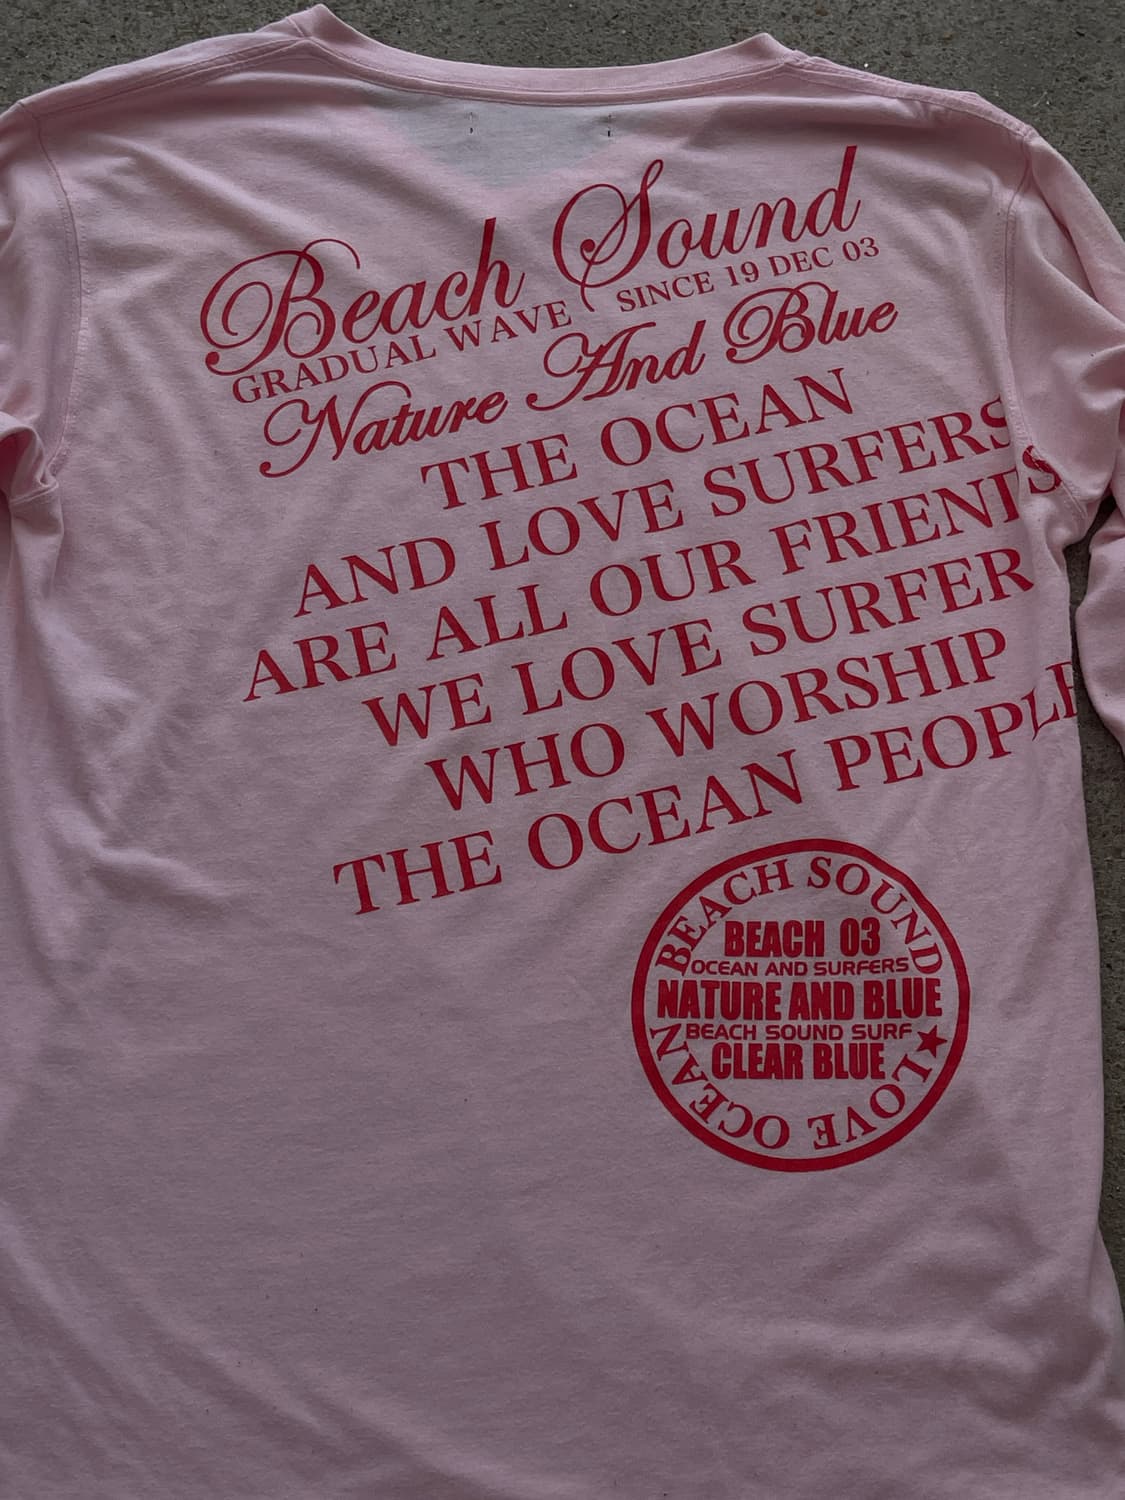 Beach Sound
GRADUAL WAVE SINCE 19 DEC 03
Nature And Blue
THE OCEAN
AND LOVE SURFERS
ARE ALL OUR FRIENDS
WE LOVE SURFER
WHO WORSHIP
THE OCEAN PEOPLE
BEACH SOUND
BEACH 03
OCEAN AND SURFERS
NATURE AND BLUE
BEACH SOUND SURF
CLEAR BLUE
★ LOVE OCEAN